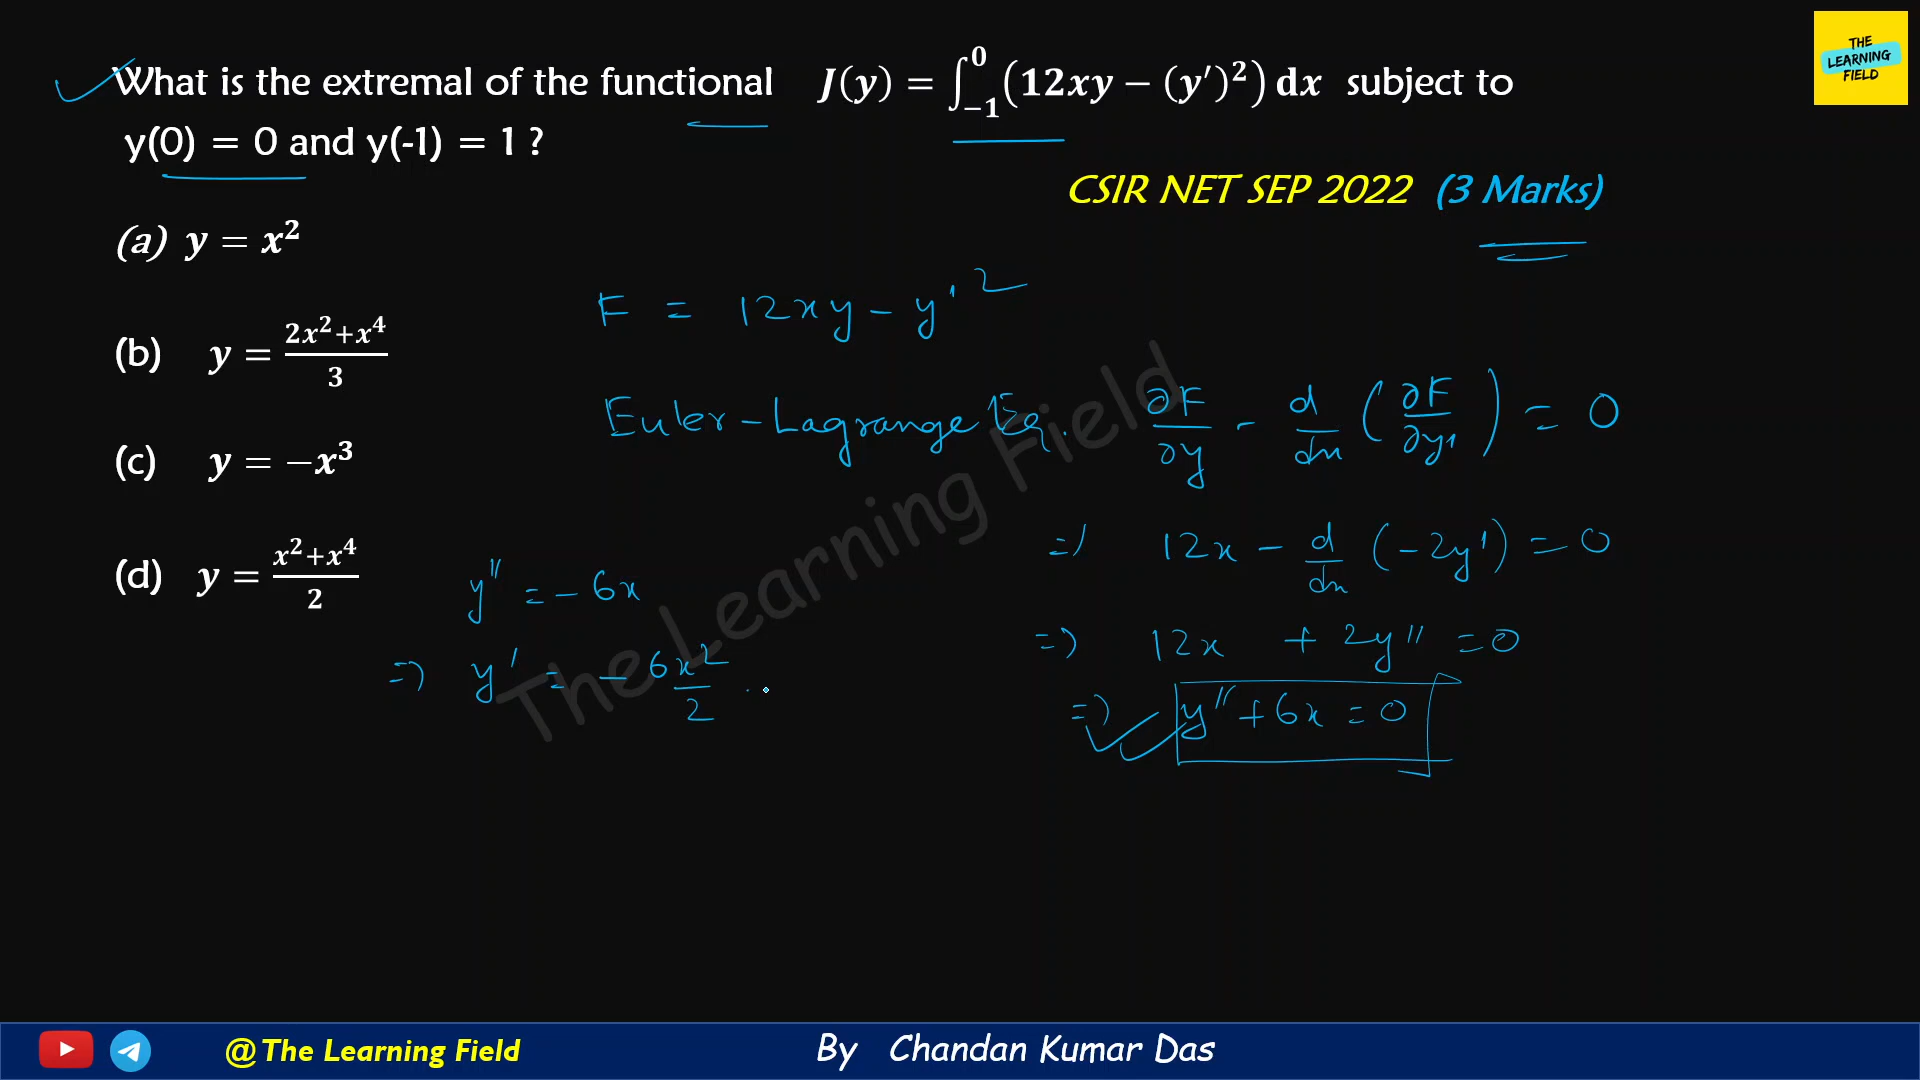 THE
LEARNING
FIELD
What is the extremal of the functional J(y) = ∫₋₁⁰ (12xy − (y′)²) dx subject to
y(0) = 0 and y(-1) = 1 ?
CSIR NET SEP 2022 (3 Marks)
(a) y = x²
(b) y = (2x²+x⁴)/3
(c) y = −x³
(d) y = (x²+x⁴)/2
F = 12xy − y'²
Euler-Lagrange Eq. ∂F/∂y − d/dx (∂F/∂y') = 0
=) 12x − d/dx (−2y') = 0
=) 12x + 2y'' = 0
=) y'' + 6x = 0
y'' = − 6x
=) y' = − 6x²/2
The Learning Field
@The Learning Field
By Chandan Kumar Das